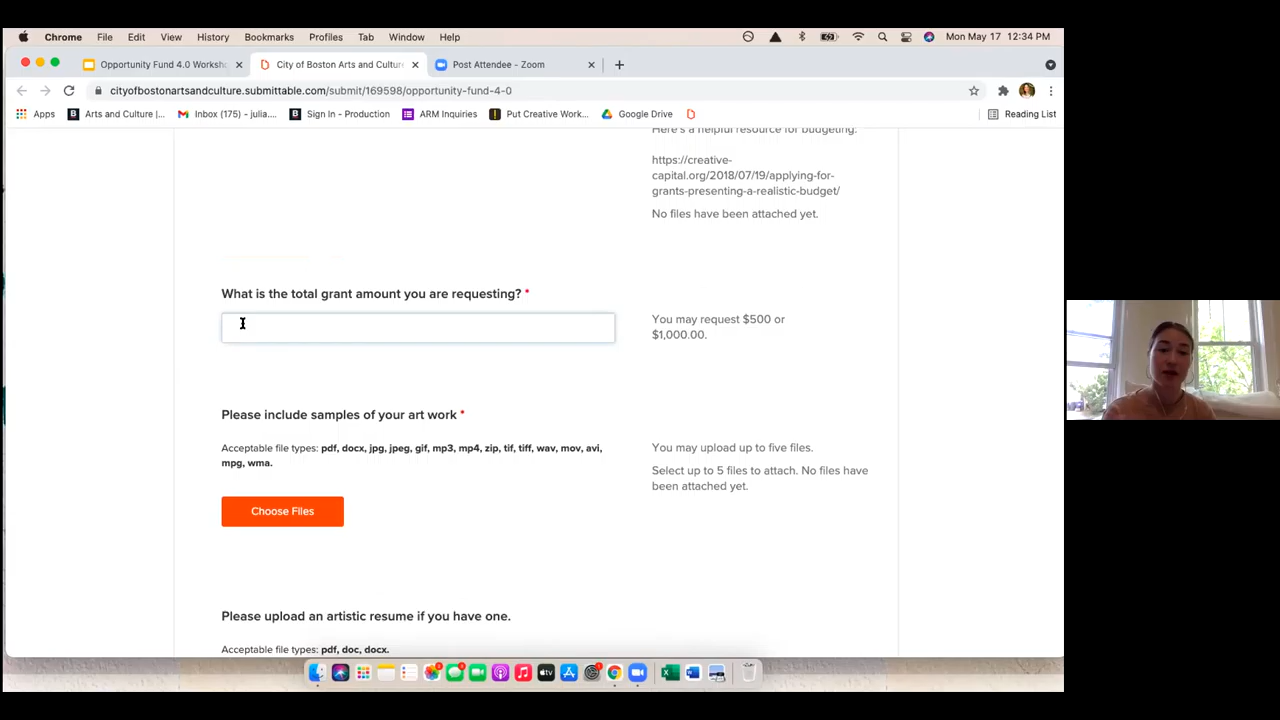 Chrome File Edit View History Bookmarks Profiles Tab Window Help Mon May 17 12:34 PM
Opportunity Fund 4.0 Worksh City of Boston Arts and Culture Post Attendee - Zoom
cityofbostonartsandculture.submittable.com/submit/169598/opportunity-fund-4-0
Apps Arts and Culture |... Inbox (175) - julia.... Sign In - Production ARM Inquiries Put Creative Work... Google Drive Reading List
Here's a helpful resource for budgeting:
https://creative-
capital.org/2018/07/19/applying-for-
grants-presenting-a-realistic-budget/
No files have been attached yet.
What is the total grant amount you are requesting? *
You may request $500 or
$1,000.00.
Please include samples of your art work *
Acceptable file types: pdf, docx, jpg, jpeg, gif, mp3, mp4, zip, tif, tiff, wav, mov, avi,
mpg, wma.
You may upload up to five files.
Select up to 5 files to attach. No files have
been attached yet.
Choose Files
Please upload an artistic resume if you have one.
Acceptable file types: pdf, doc, docx.